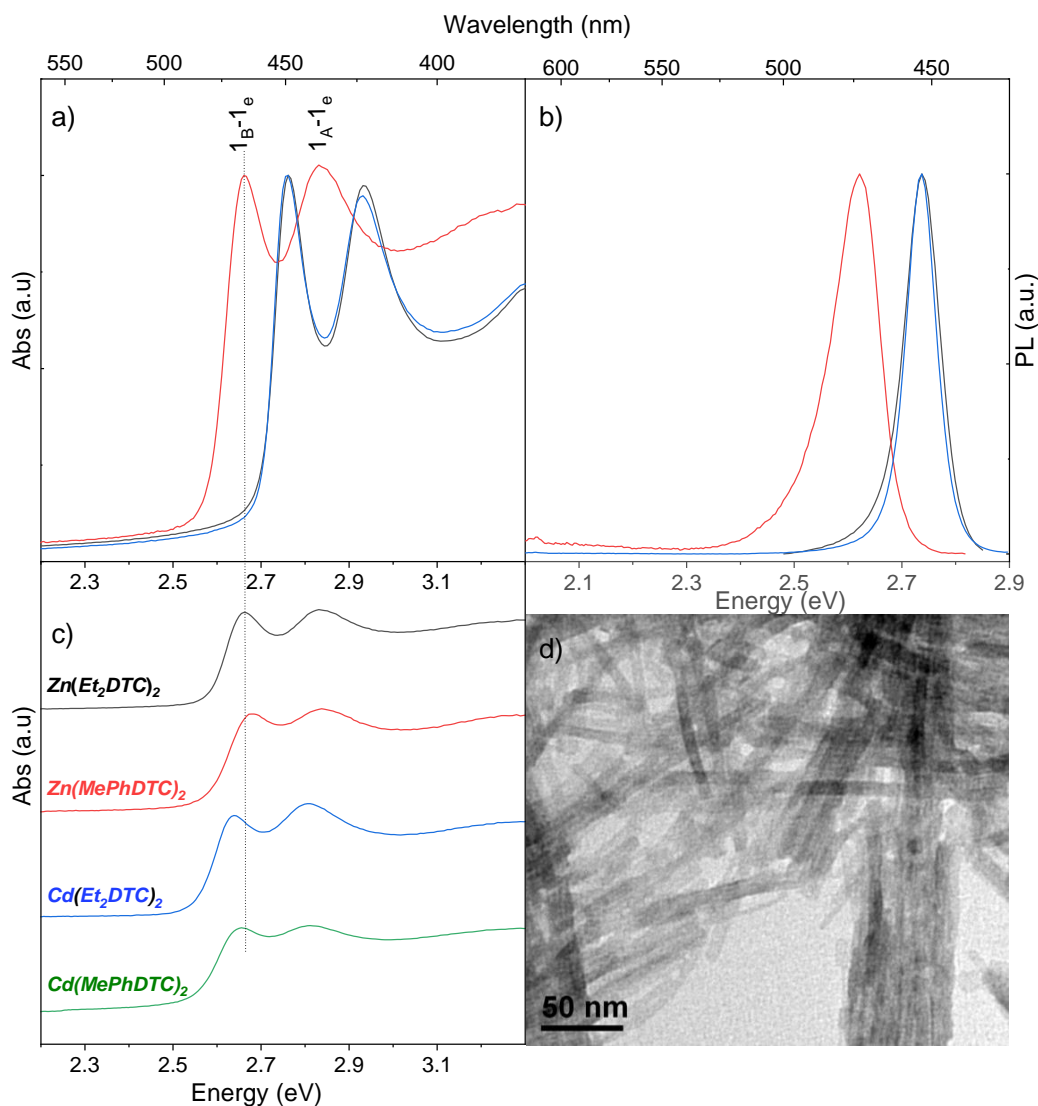 Wavelength (nm)
550 500 450 400
600 550 500 450
a)
1B-1e
1A-1e
b)
Abs (a.u)
PL (a.u.)
2.3 2.5 2.7 2.9 3.1
2.1 2.3 2.5 2.7 2.9
Energy (eV)
c)
d)
Zn(Et2DTC)2
Zn(MePhDTC)2
Abs (a.u)
Cd(Et2DTC)2
Cd(MePhDTC)2
50 nm
2.3 2.5 2.7 2.9 3.1
Energy (eV)